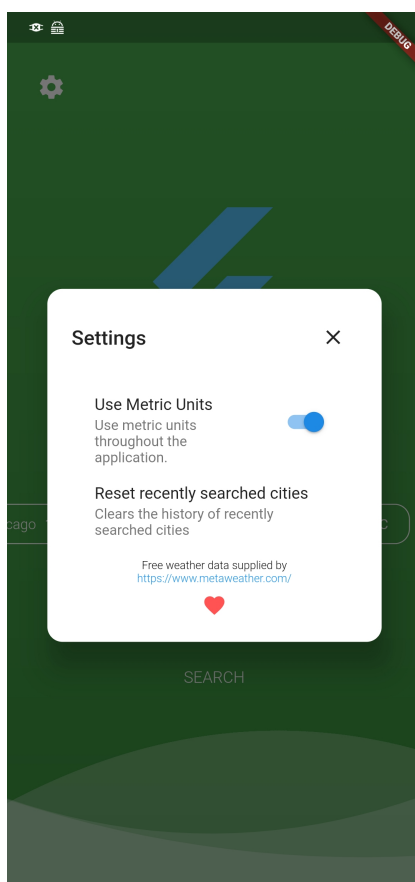 DEBUG
Settings
Use Metric Units
Use metric units
throughout the
application.
Reset recently searched cities
Clears the history of recently
searched cities
cago
C
Free weather data supplied by
https://www.metaweather.com/
SEARCH